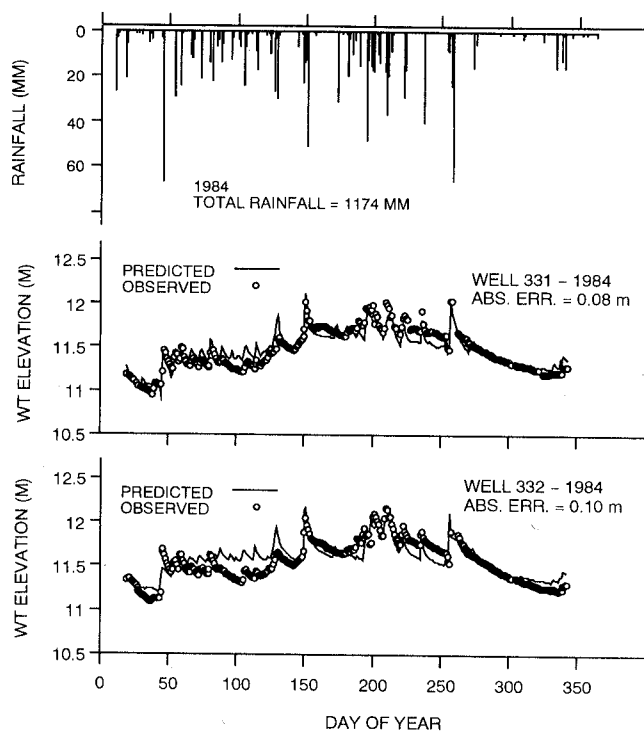 0
20
40
60
RAINFALL (MM)
1984
TOTAL RAINFALL = 1174 MM
12.5
12
11.5
11
10.5
WT ELEVATION (M)
PREDICTED
OBSERVED
WELL 331 – 1984
ABS. ERR. = 0.08 m
12.5
12
11.5
11
10.5
WT ELEVATION (M)
PREDICTED
OBSERVED
WELL 332 – 1984
ABS. ERR. = 0.10 m
0 50 100 150 200 250 300 350
DAY OF YEAR